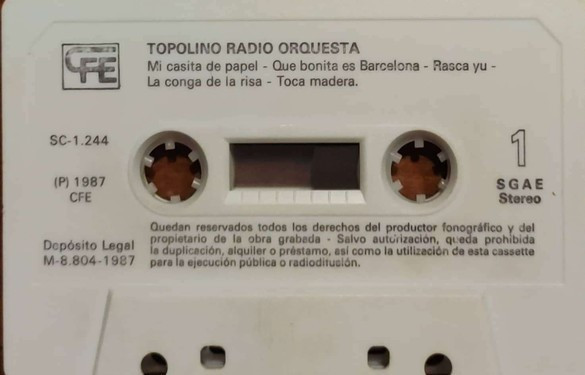 CFE
TOPOLINO RADIO ORQUESTA
Mi casita de papel - Que bonita es Barcelona - Rasca yu -
La conga de la risa - Toca madera.
SC-1.244
1
(P) 1987
CFE
SGAE
Stereo
Depósito Legal
M-8.804-1987
Quedan reservados todos los derechos del productor fonográfico y del
propietario de la obra grabada - Salvo autorización, queda prohibida
la duplicación, alquiler o préstamo, así como la utilización de esta cassette
para la ejecución pública o radiodifusión.